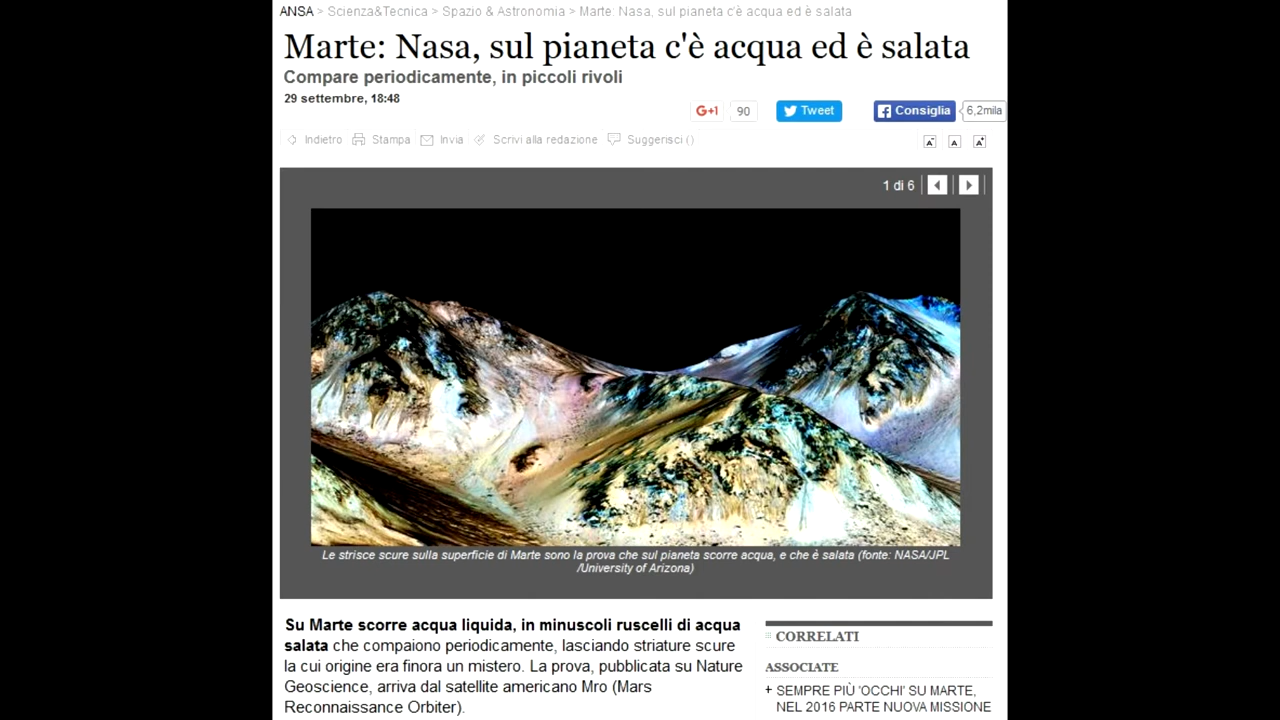 ANSA > Scienza&Tecnica > Spazio & Astronomia > Marte: Nasa, sul pianeta c'è acqua ed è salata
Marte: Nasa, sul pianeta c'è acqua ed è salata
Compare periodicamente, in piccoli rivoli
29 settembre, 18:48
G+1 90 Tweet Consiglia 6,2mila
Indietro Stampa Invia Scrivi alla redazione Suggerisci ()
A A A
1 di 6
Le strisce scure sulla superficie di Marte sono la prova che sul pianeta scorre acqua, e che è salata (fonte: NASA/JPL
/University of Arizona)
Su Marte scorre acqua liquida, in minuscoli ruscelli di acqua
salata che compaiono periodicamente, lasciando striature scure
la cui origine era finora un mistero. La prova, pubblicata su Nature
Geoscience, arriva dal satellite americano Mro (Mars
Reconnaissance Orbiter).
CORRELATI
ASSOCIATE
+ SEMPRE PIÙ 'OCCHI' SU MARTE,
NEL 2016 PARTE NUOVA MISSIONE